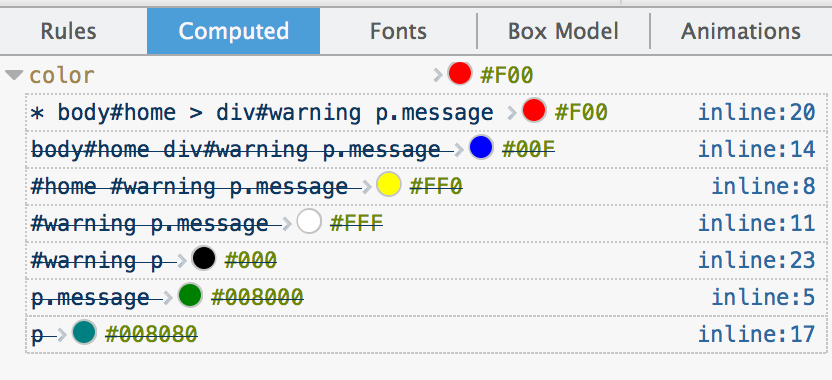 Rules Computed Fonts Box Model Animations
color #F00
* body#home > div#warning p.message #F00 inline:20
body#home div#warning p.message #00F inline:14
#home #warning p.message #FF0 inline:8
#warning p.message #FFF inline:11
#warning p #000 inline:23
p.message #008000 inline:5
p #008080 inline:17